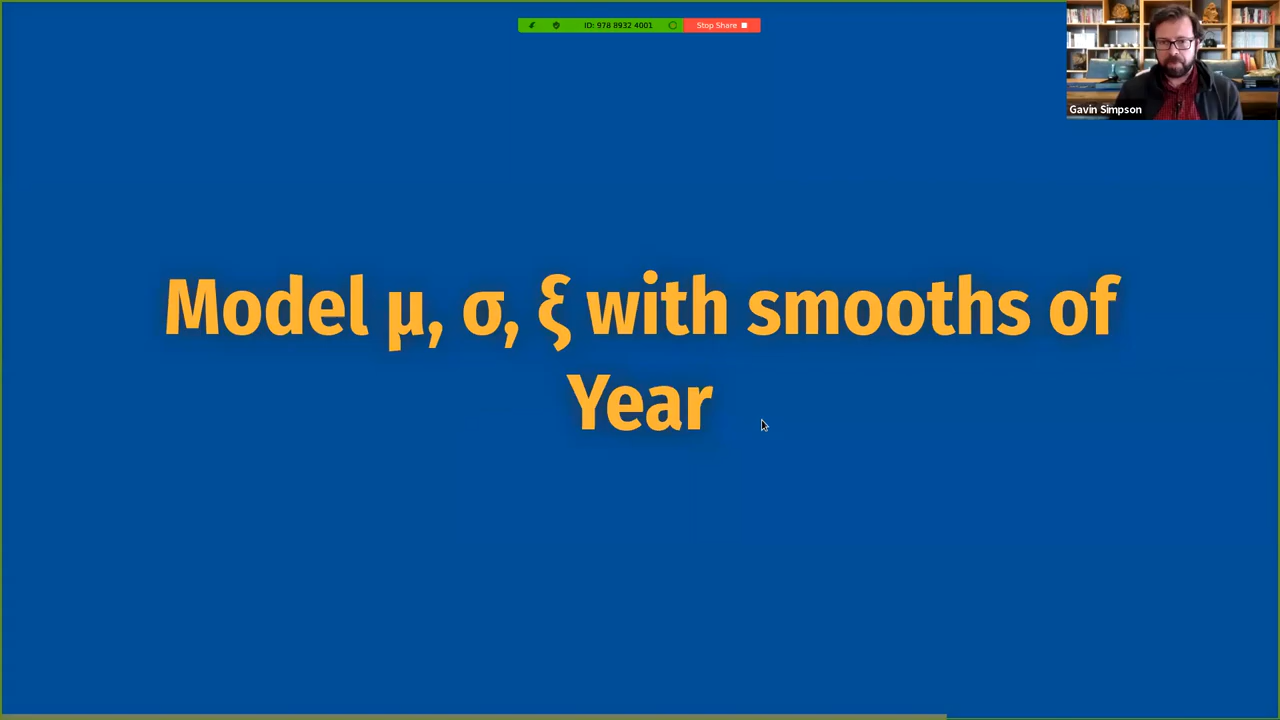 ID: 978 8932 4001
Stop Share
Gavin Simpson
Model μ, σ, ξ with smooths of
Year